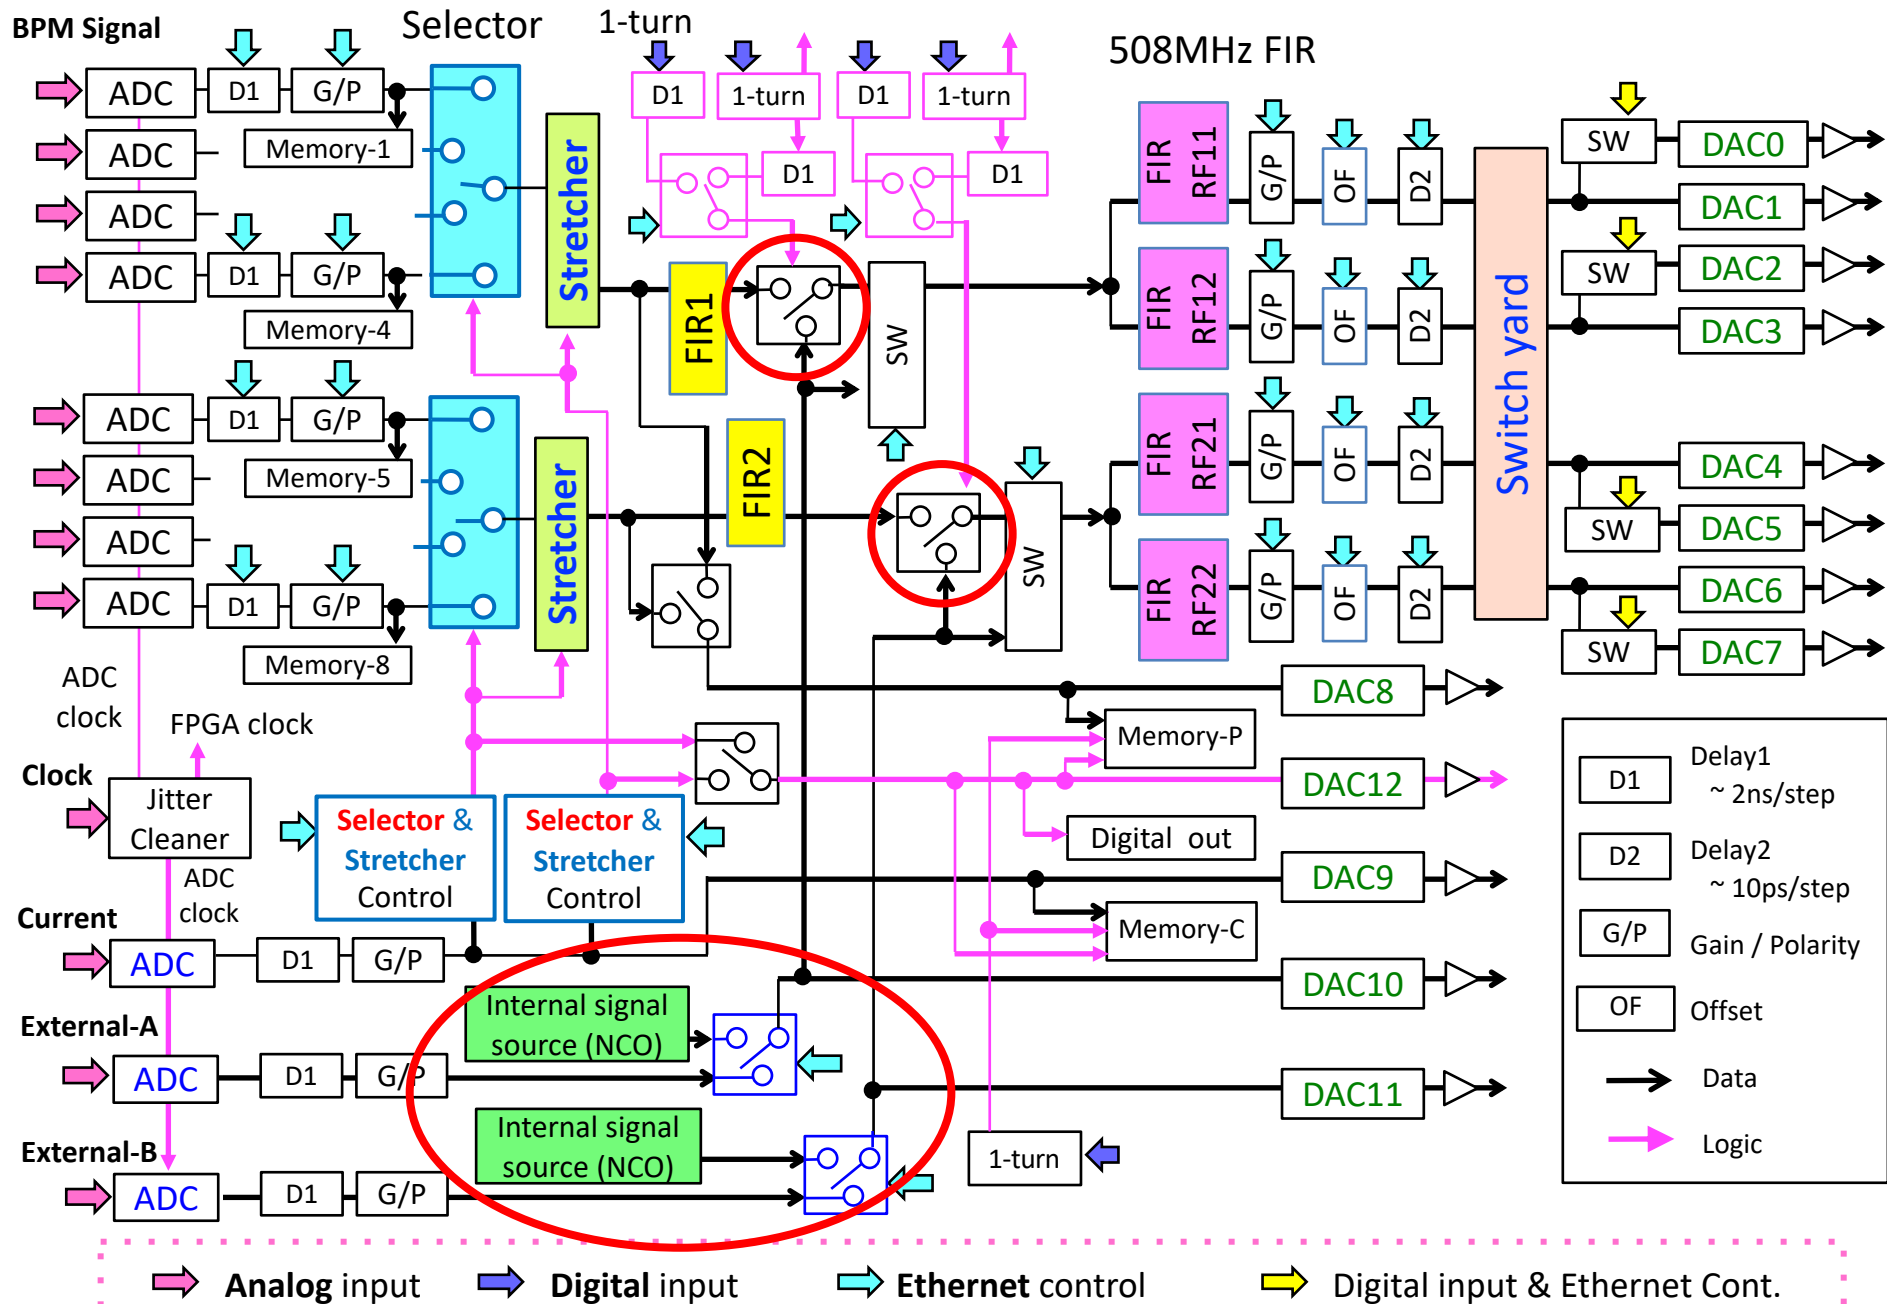 BPM Signal
Selector
1-turn
508MHz FIR
ADC
D1
G/P
Memory-1
ADC
ADC
ADC
D1
G/P
Memory-4
ADC
D1
G/P
Memory-5
ADC
ADC
ADC
D1
G/P
Memory-8
Stretcher
Stretcher
D1
1-turn
D1
D1
1-turn
D1
FIR1
FIR2
SW
SW
FIR
RF11
G/P
OF
D2
FIR
RF12
G/P
OF
D2
FIR
RF21
G/P
OF
D2
FIR
RF22
G/P
OF
D2
Switch yard
SW
DAC0
DAC1
SW
DAC2
DAC3
DAC4
SW
DAC5
DAC6
SW
DAC7
ADC
clock
FPGA clock
Clock
Jitter
Cleaner
ADC
clock
Selector &
Stretcher
Control
Selector &
Stretcher
Control
DAC8
Memory-P
DAC12
Digital out
DAC9
Memory-C
DAC10
DAC11
1-turn
Current
ADC
D1
G/P
External-A
ADC
D1
G/P
Internal signal
source (NCO)
External-B
ADC
D1
G/P
Internal signal
source (NCO)
D1
Delay1
~ 2ns/step
D2
Delay2
~ 10ps/step
G/P
Gain / Polarity
OF
Offset
Data
Logic
Analog input
Digital input
Ethernet control
Digital input & Ethernet Cont.